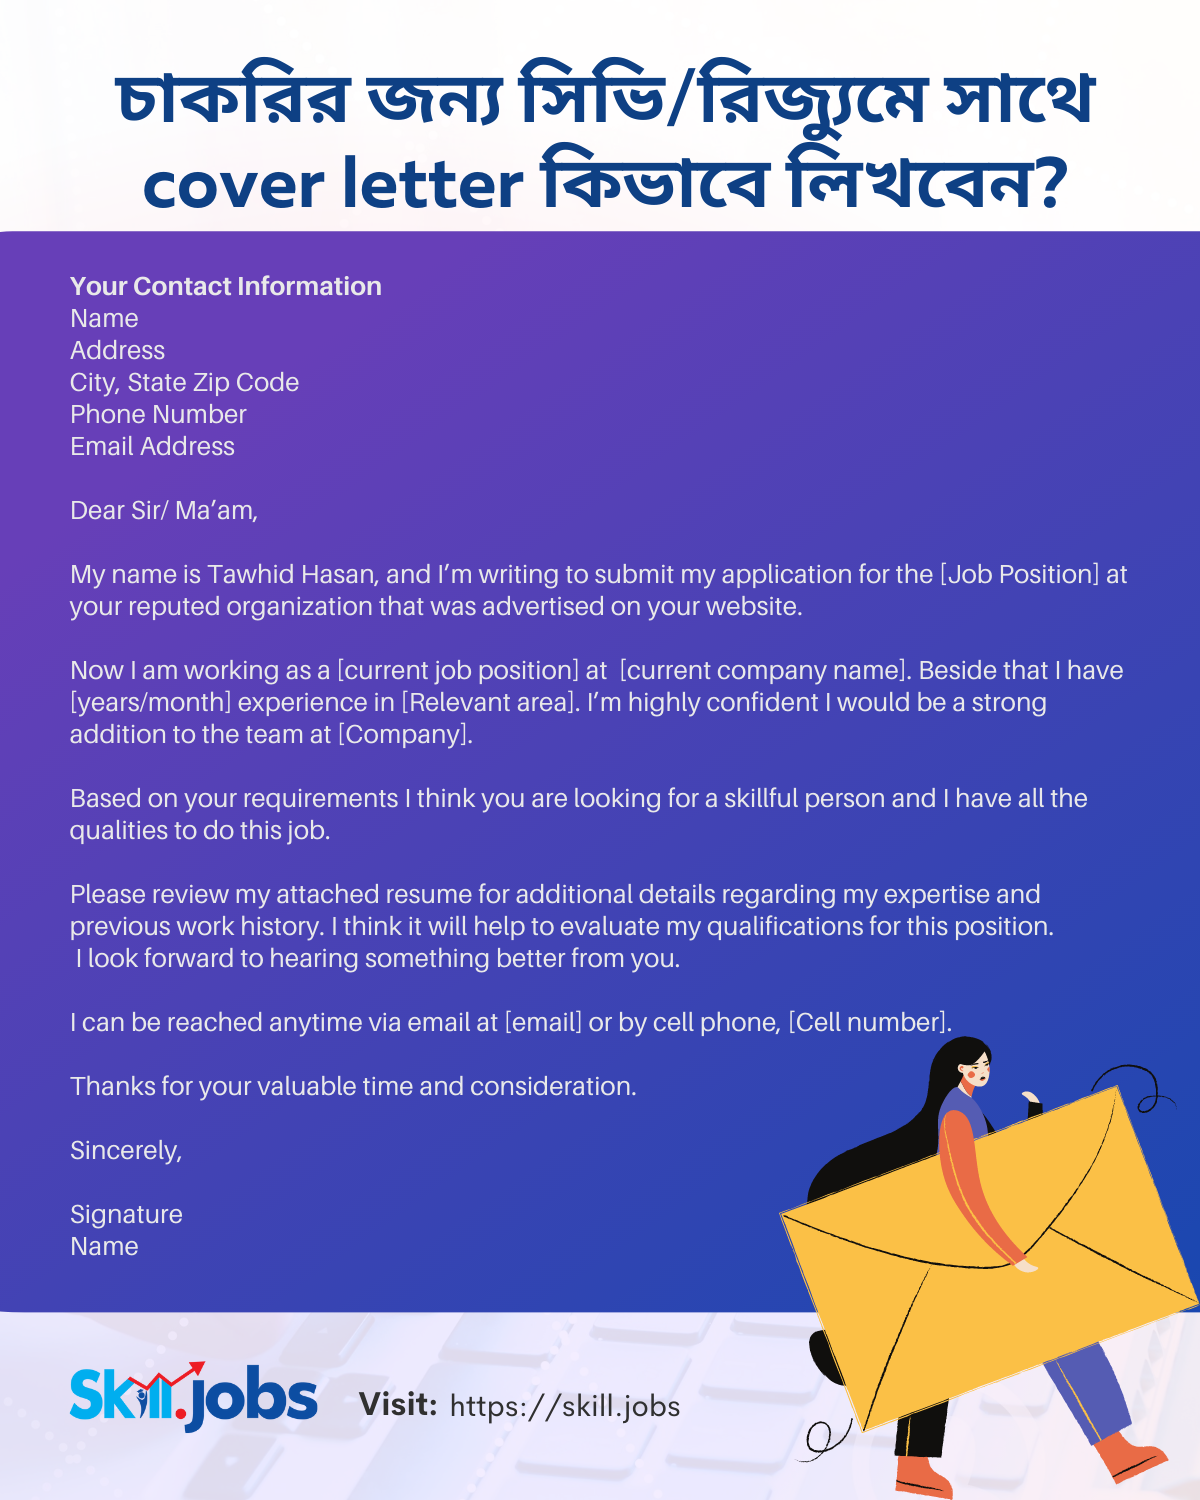 চাকরির জন্য সিভি/রিজ্যুমে সাথে
cover letter কিভাবে লিখবেন?
Your Contact Information
Name
Address
City, State Zip Code
Phone Number
Email Address
Dear Sir/ Ma’am,
My name is Tawhid Hasan, and I’m writing to submit my application for the [Job Position] at
your reputed organization that was advertised on your website.
Now I am working as a [current job position] at [current company name]. Beside that I have
[years/month] experience in [Relevant area]. I’m highly confident I would be a strong
addition to the team at [Company].
Based on your requirements I think you are looking for a skillful person and I have all the
qualities to do this job.
Please review my attached resume for additional details regarding my expertise and
previous work history. I think it will help to evaluate my qualifications for this position.
I look forward to hearing something better from you.
I can be reached anytime via email at [email] or by cell phone, [Cell number].
Thanks for your valuable time and consideration.
Sincerely,
Signature
Name
Skill.jobs
Visit: https://skill.jobs